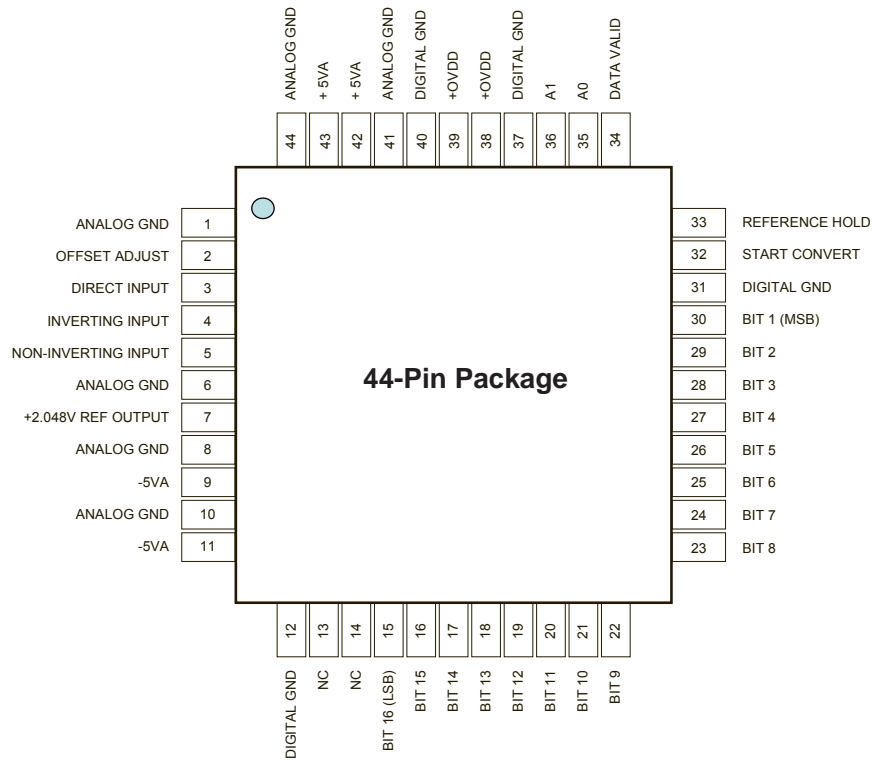 ANALOG GND
+ 5VA
+ 5VA
ANALOG GND
DIGITAL GND
+OVDD
+OVDD
DIGITAL GND
A1
A0
DATA VALID
44
43
42
41
40
39
38
37
36
35
34
ANALOG GND 1
OFFSET ADJUST 2
DIRECT INPUT 3
INVERTING INPUT 4
NON-INVERTING INPUT 5
ANALOG GND 6
+2.048V REF OUTPUT 7
ANALOG GND 8
-5VA 9
ANALOG GND 10
-5VA 11
44-Pin Package
33 REFERENCE HOLD
32 START CONVERT
31 DIGITAL GND
30 BIT 1 (MSB)
29 BIT 2
28 BIT 3
27 BIT 4
26 BIT 5
25 BIT 6
24 BIT 7
23 BIT 8
12
13
14
15
16
17
18
19
20
21
22
DIGITAL GND
NC
NC
BIT 16 (LSB)
BIT 15
BIT 14
BIT 13
BIT 12
BIT 11
BIT 10
BIT 9